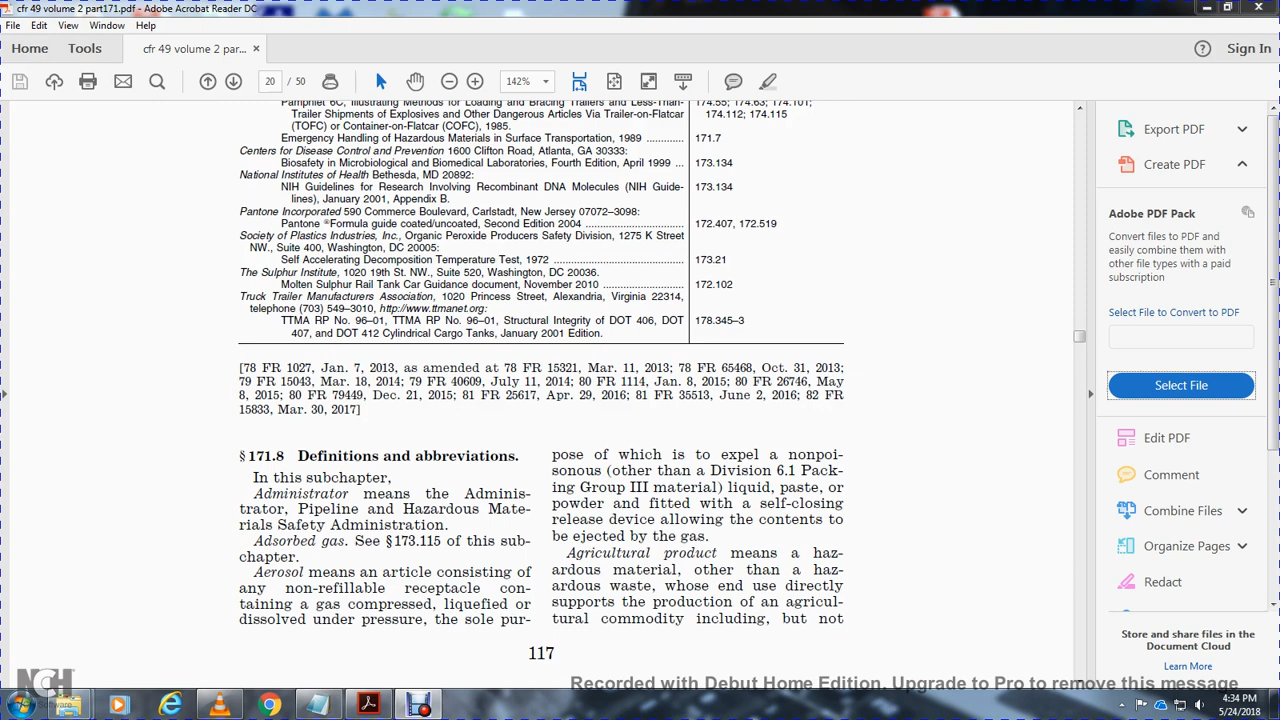 cfr 49 volume 2 part171.pdf - Adobe Acrobat Reader DC
File Edit View Window Help
Home Tools cfr 49 volume 2 par... × Sign In
20 / 50 142%
Pamphlet 6C, Illustrating Methods for Loading and Bracing Trailers and Less-Than- 174.55; 174.63; 174.101;
Trailer Shipments of Explosives and Other Dangerous Articles Via Trailer-on-Flatcar 174.112; 174.115
(TOFC) or Container-on-Flatcar (COFC), 1985.
Emergency Handling of Hazardous Materials in Surface Transportation, 1989 ............. 171.7
Centers for Disease Control and Prevention 1600 Clifton Road, Atlanta, GA 30333:
Biosafety in Microbiological and Biomedical Laboratories, Fourth Edition, April 1999 ... 173.134
National Institutes of Health Bethesda, MD 20892:
NIH Guidelines for Research Involving Recombinant DNA Molecules (NIH Guide- 173.134
lines), January 2001, Appendix B.
Pantone Incorporated 590 Commerce Boulevard, Carlstadt, New Jersey 07072–3098:
Pantone ®Formula guide coated/uncoated, Second Edition 2004 ................................. 172.407, 172.519
Society of Plastics Industries, Inc., Organic Peroxide Producers Safety Division, 1275 K Street
NW., Suite 400, Washington, DC 20005:
Self Accelerating Decomposition Temperature Test, 1972 ............................................ 173.21
The Sulphur Institute, 1020 19th St. NW., Suite 520, Washington, DC 20036.
Molten Sulphur Rail Tank Car Guidance document, November 2010 ........................... 172.102
Truck Trailer Manufacturers Association, 1020 Princess Street, Alexandria, Virginia 22314,
telephone (703) 549–3010, http://www.ttmanet.org:
TTMA RP No. 96–01, TTMA RP No. 96–01, Structural Integrity of DOT 406, DOT 178.345–3
407, and DOT 412 Cylindrical Cargo Tanks, January 2001 Edition.
[78 FR 1027, Jan. 7, 2013, as amended at 78 FR 15321, Mar. 11, 2013; 78 FR 65468, Oct. 31, 2013;
79 FR 15043, Mar. 18, 2014; 79 FR 40609, July 11, 2014; 80 FR 1114, Jan. 8, 2015; 80 FR 26746, May
8, 2015; 80 FR 79449, Dec. 21, 2015; 81 FR 25617, Apr. 29, 2016; 81 FR 35513, June 2, 2016; 82 FR
15833, Mar. 30, 2017]
§ 171.8 Definitions and abbreviations.
In this subchapter,
Administrator means the Adminis-
trator, Pipeline and Hazardous Mate-
rials Safety Administration.
Adsorbed gas. See § 173.115 of this sub-
chapter.
Aerosol means an article consisting of
any non-refillable receptacle con-
taining a gas compressed, liquefied or
dissolved under pressure, the sole pur-
pose of which is to expel a nonpoi-
sonous (other than a Division 6.1 Pack-
ing Group III material) liquid, paste, or
powder and fitted with a self-closing
release device allowing the contents to
be ejected by the gas.
Agricultural product means a haz-
ardous material, other than a haz-
ardous waste, whose end use directly
supports the production of an agricul-
tural commodity including, but not
117
Export PDF
Create PDF
Adobe PDF Pack
Convert files to PDF and
easily combine them with
other file types with a paid
subscription
Select File to Convert to PDF
Select File
Edit PDF
Comment
Combine Files
Organize Pages
Redact
Store and share files in the
Document Cloud
Learn More
NCH
Software
Recorded with Debut Home Edition. Upgrade to Pro to remove this message
4:34 PM
5/24/2018